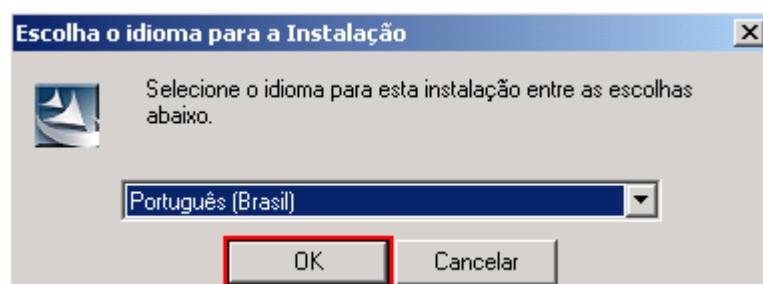 Escolha o idioma para a Instalação
Selecione o idioma para esta instalação entre as escolhas
abaixo.
Português (Brasil)
OK
Cancelar